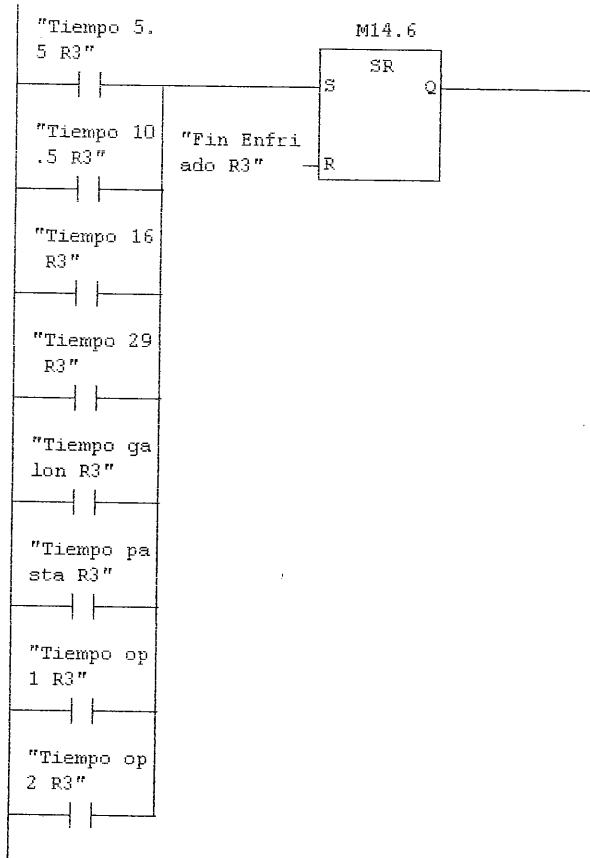 "Tiempo 5.
5 R3"
M14.6
SR
S
Q
"Tiempo 10
.5 R3"
"Fin Enfri
ado R3"
R
"Tiempo 16
R3"
"Tiempo 29
R3"
"Tiempo ga
lon R3"
"Tiempo pa
sta R3"
"Tiempo op
1 R3"
"Tiempo op
2 R3"